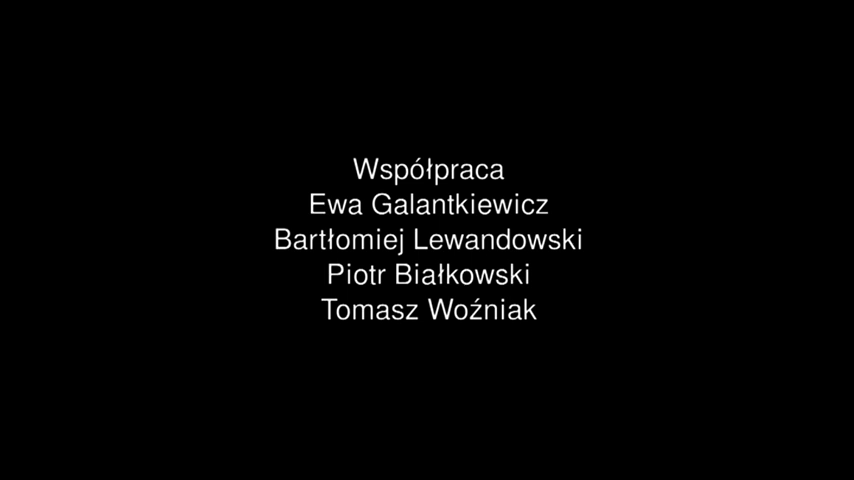 Współpraca
Ewa Galantkiewicz
Bartłomiej Lewandowski
Piotr Białkowski
Tomasz Woźniak